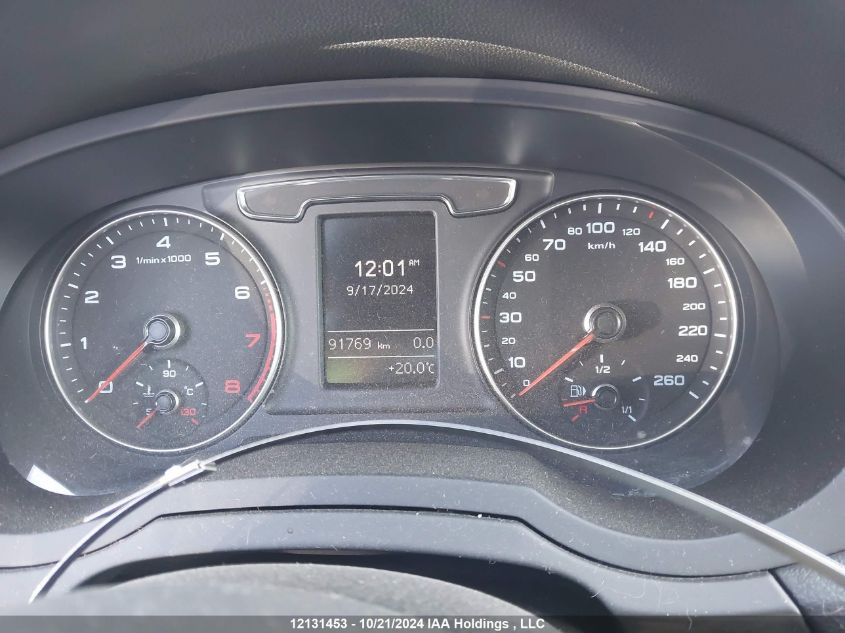 12:01 AM
9/17/2024
91769 km 0.0
+20.0°C
1/min x 1000
0 1 2 3 4 5 6 7 8
90
°C
130
km/h
0 10 20 30 40 50 60 70 80 100 120 140 160 180 200 220 240 260
1/2
R 1/1
12131453 - 10/21/2024 IAA Holdings , LLC